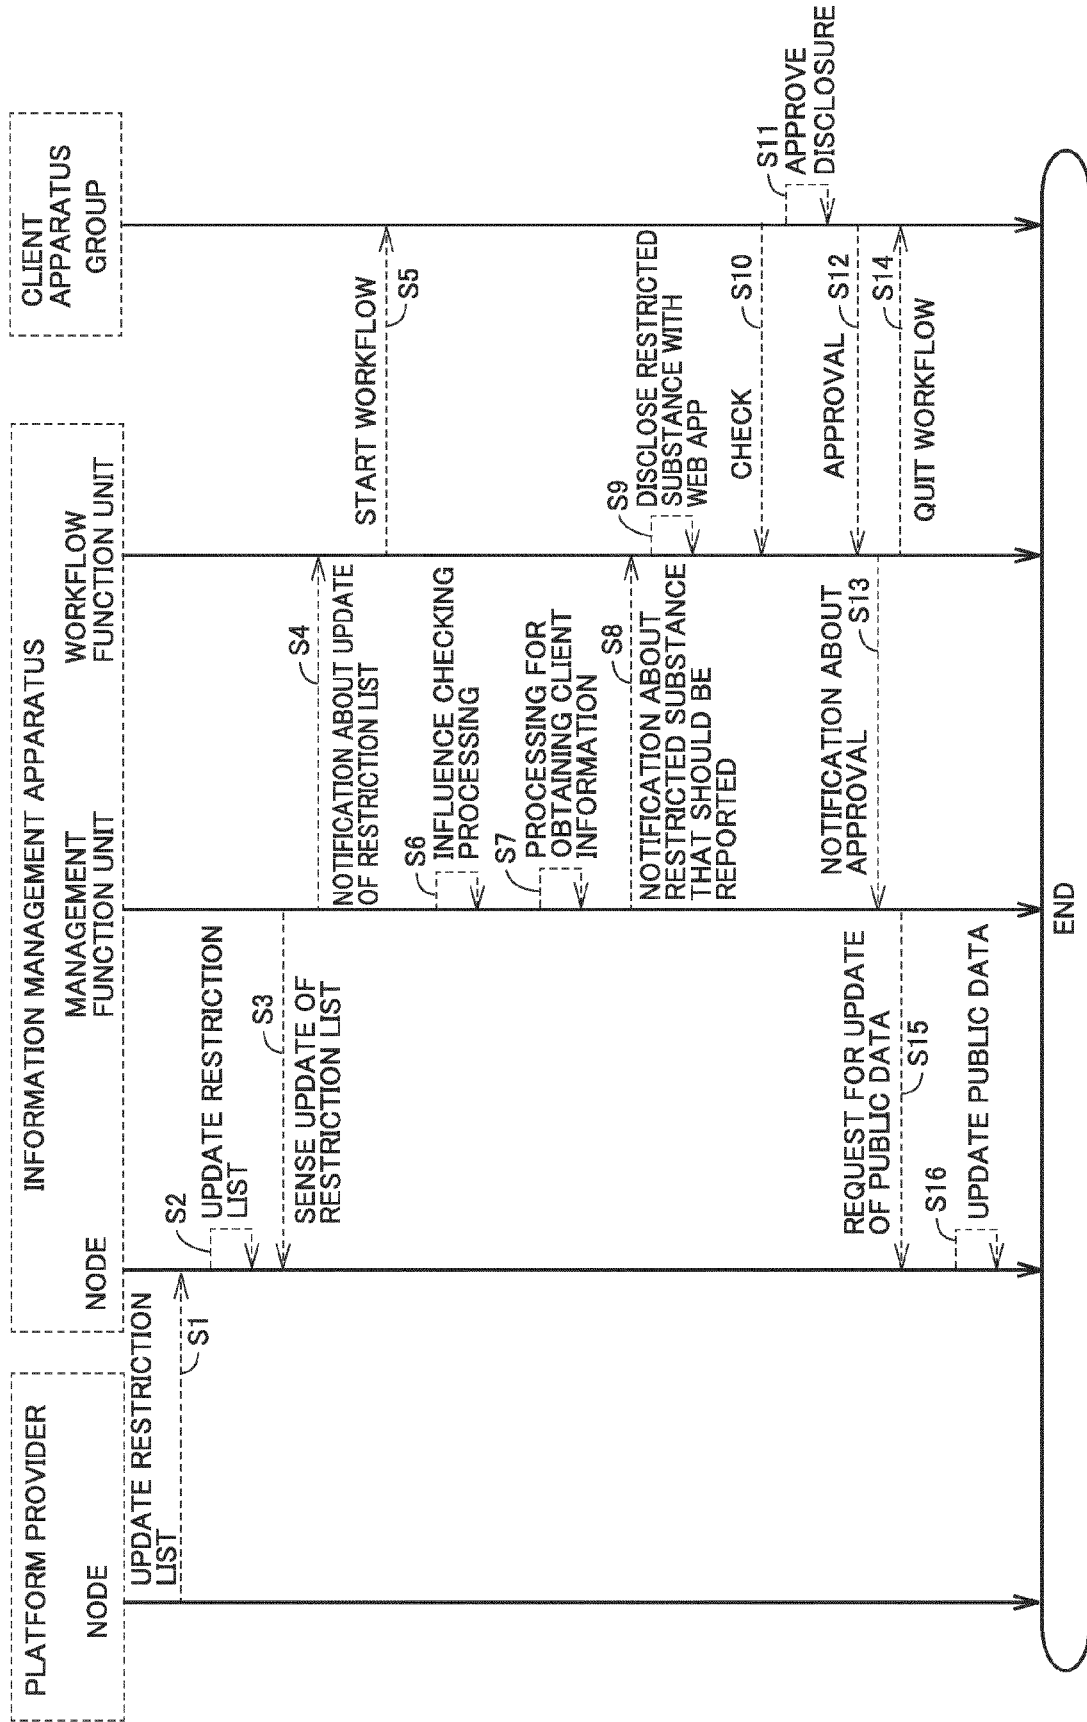 PLATFORM PROVIDER
NODE
INFORMATION MANAGEMENT APPARATUS
NODE
MANAGEMENT
FUNCTION UNIT
WORKFLOW
FUNCTION UNIT
CLIENT
APPARATUS
GROUP
UPDATE RESTRICTION
LIST
S1
S2
UPDATE RESTRICTION
LIST
S3
SENSE UPDATE OF
RESTRICTION LIST
S4
NOTIFICATION ABOUT UPDATE
OF RESTRICTION LIST
START WORKFLOW
S5
S6
INFLUENCE CHECKING
PROCESSING
S7
PROCESSING FOR
OBTAINING CLIENT
INFORMATION
S8
NOTIFICATION ABOUT
RESTRICTED SUBSTANCE
THAT SHOULD BE
REPORTED
S9
DISCLOSE RESTRICTED
SUBSTANCE WITH
WEB APP
CHECK
S10
S11
APPROVE
DISCLOSURE
APPROVAL
S12
NOTIFICATION ABOUT
APPROVAL
S13
S14
QUIT WORKFLOW
REQUEST FOR UPDATE
OF PUBLIC DATA
S15
S16
UPDATE PUBLIC DATA
END